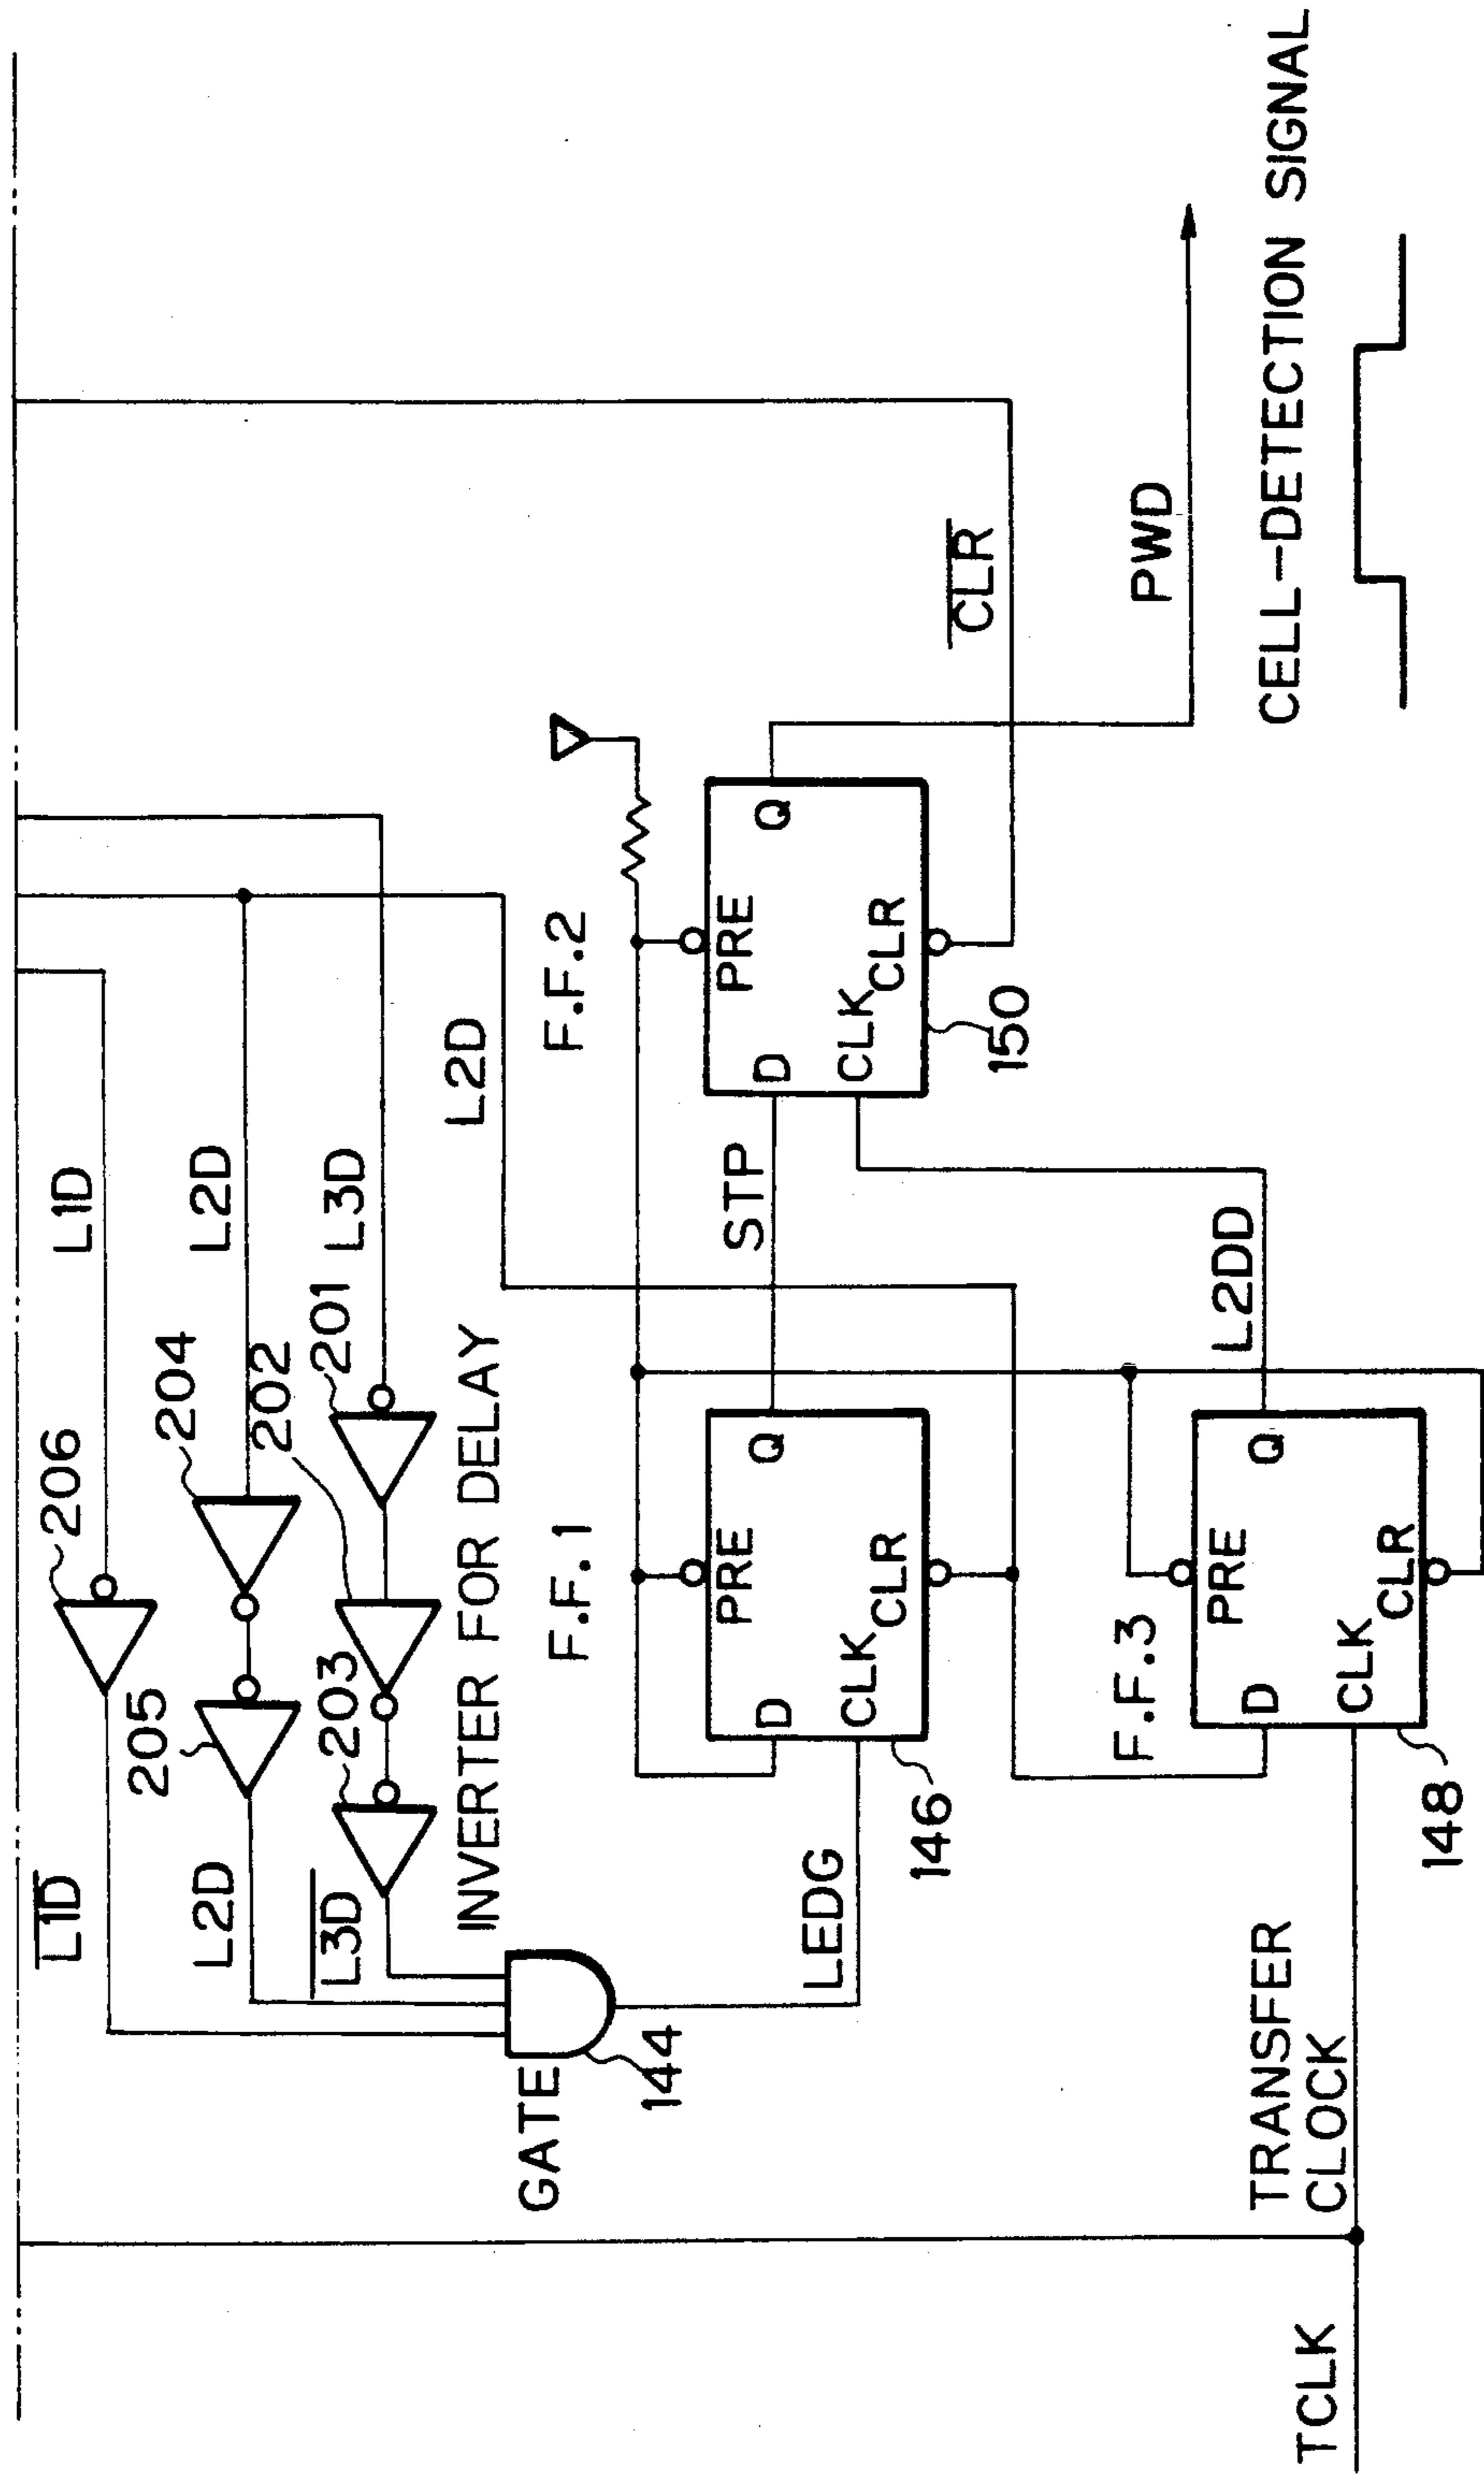 L1D
206
L1D
L2D
204
205
L2D
L3D
201
202
203
L3D
INVERTER FOR DELAY
GATE
144
L2D
F.F.1
PRE
D
Q
CLK
CLR
146
LEDG
STP
F.F.2
PRE
D
Q
CLK
CLR
150
CLR
PWD
CELL-DETECTION SIGNAL
F.F.3
PRE
D
Q
CLK
CLR
148
L2DD
TRANSFER
CLOCK
TCLK